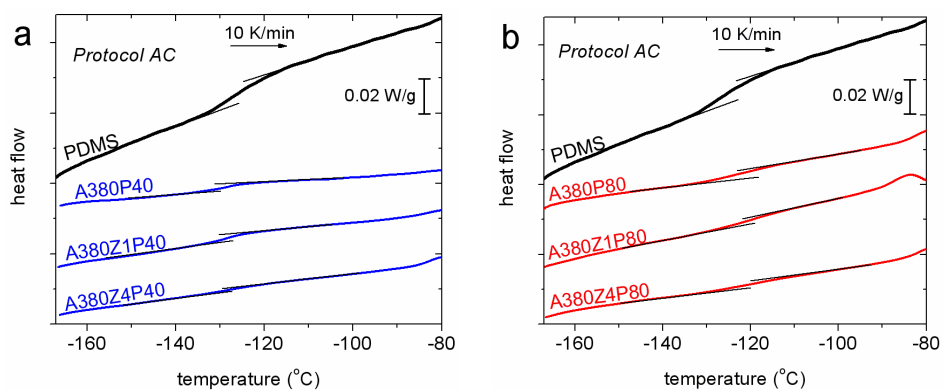 a
10 K/min
Protocol AC
0.02 W/g
PDMS
A380P40
A380Z1P40
A380Z4P40
heat flow
-160 -140 -120 -100 -80
temperature (°C)
b
10 K/min
Protocol AC
0.02 W/g
PDMS
A380P80
A380Z1P80
A380Z4P80
heat flow
-160 -140 -120 -100 -80
temperature (°C)